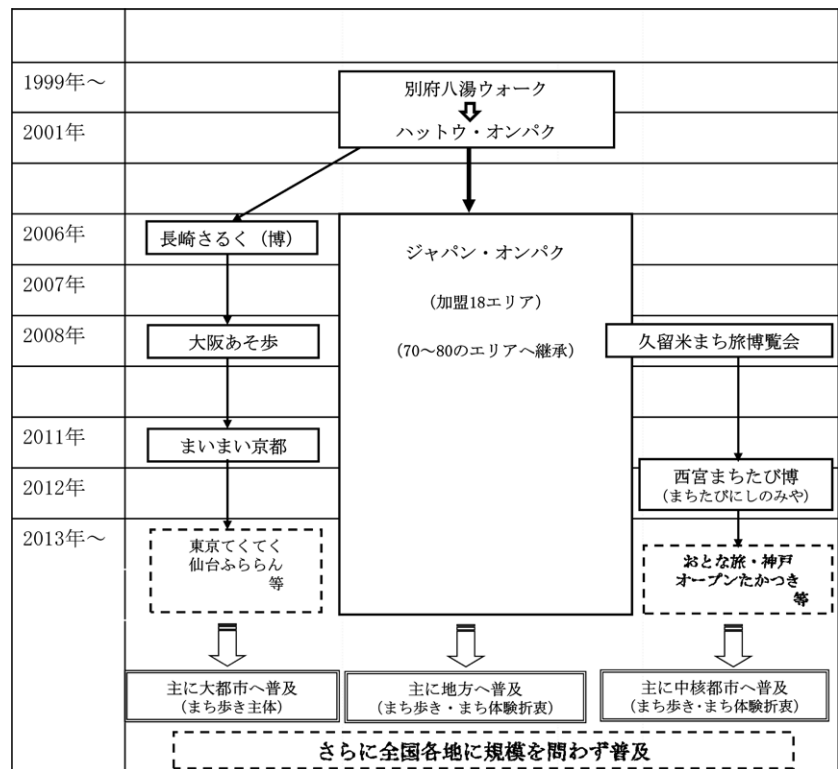 1999年～
別府八湯ウォーク
2001年
ハットウ・オンパク
2006年
長崎さるく（博）
ジャパン・オンパク
2007年
(加盟18エリア)
2008年
大阪あそ歩
(70～80のエリアへ継承)
久留米まち旅博覧会
2011年
まいまい京都
2012年
西宮まちたび博
(まちたびにしのみや)
2013年～
東京てくてく
仙台ふららん
等
おとな旅・神戸
オープンたかつき
等
主に大都市へ普及
(まち歩き主体)
主に地方へ普及
(まち歩き・まち体験折衷)
主に中核都市へ普及
(まち歩き・まち体験折衷)
さらに全国各地に規模を問わず普及